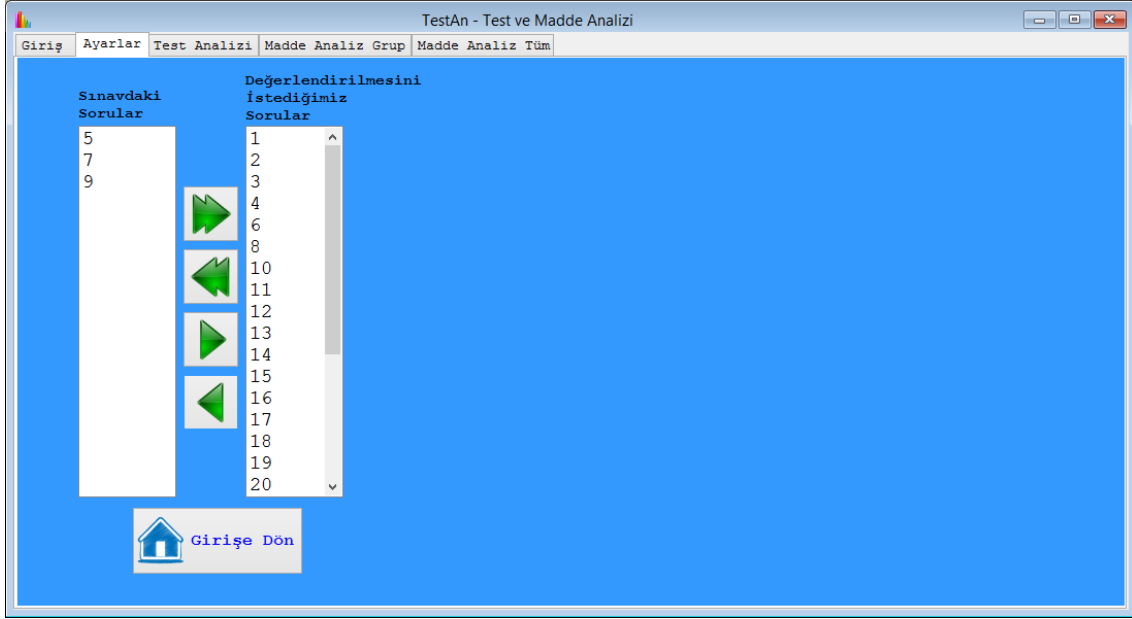 TestAn - Test ve Madde Analizi
Giriş Ayarlar Test Analizi Madde Analiz Grup Madde Analiz Tüm
Sınavdaki
Sorular
5
7
9
Değerlendirilmesini
İstediğimiz
Sorular
1
2
3
4
6
8
10
11
12
13
14
15
16
17
18
19
20
Girişe Dön